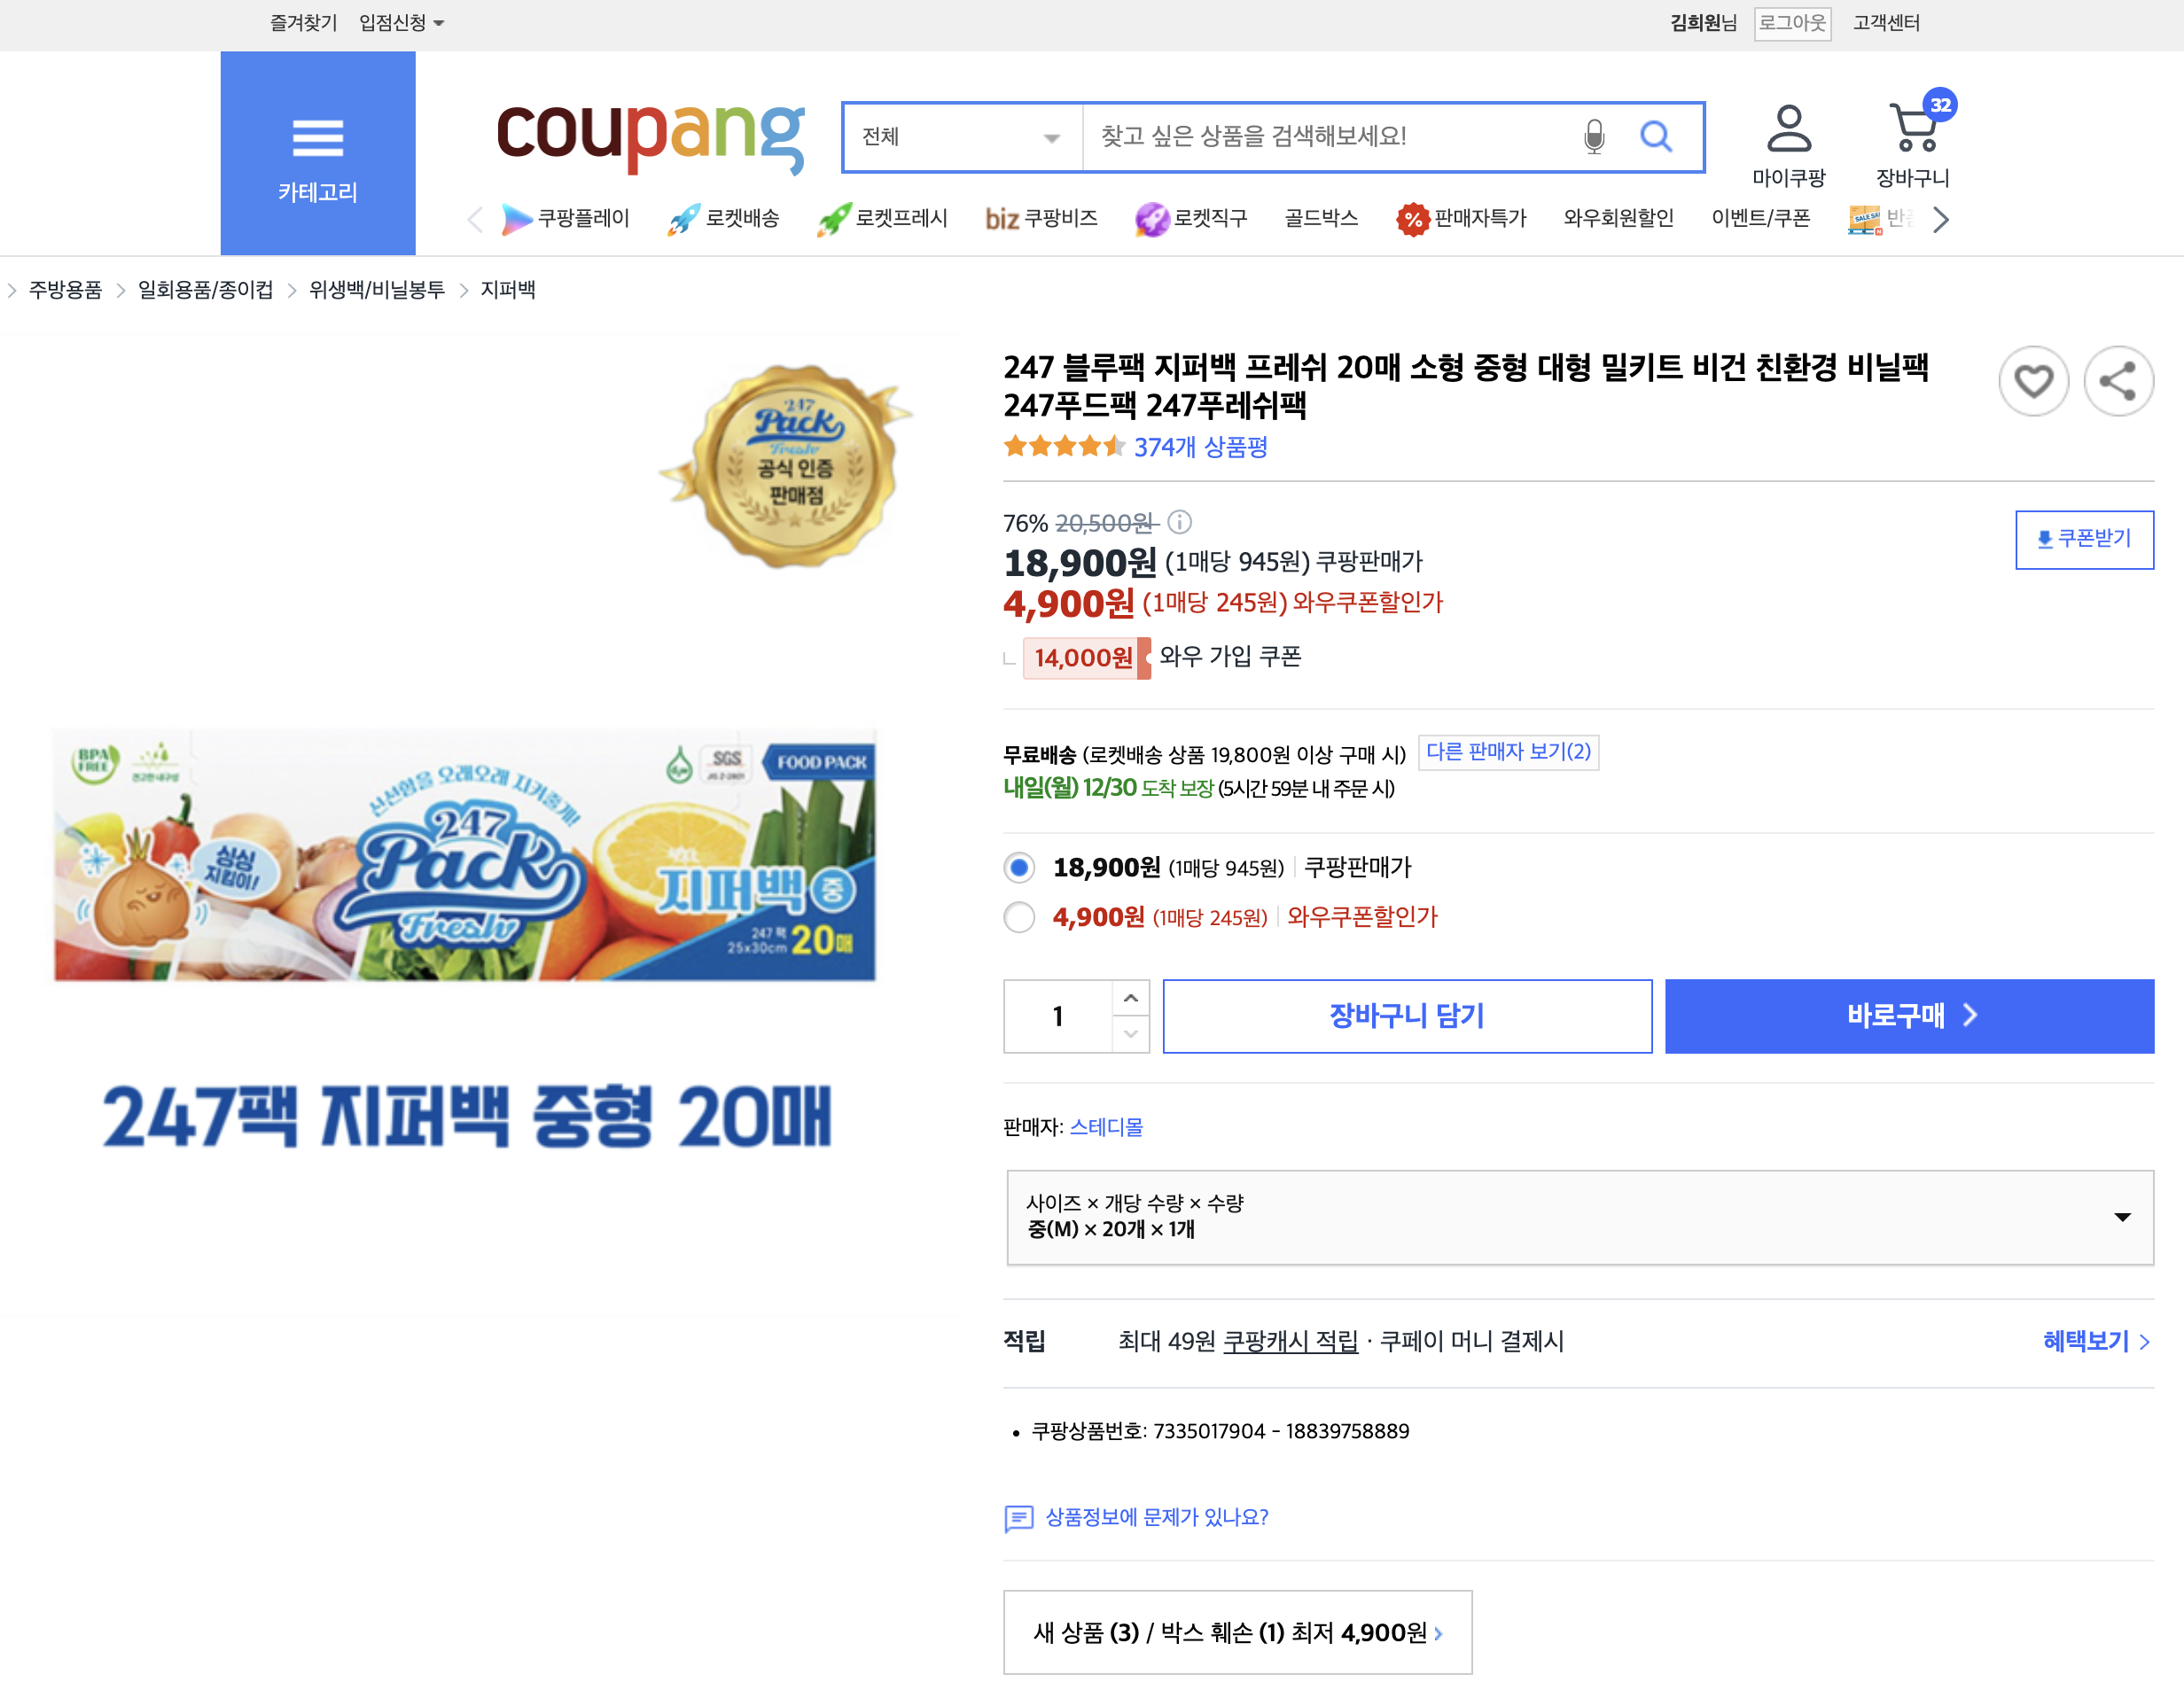 즐겨찾기 입점신청
김희원님 로그아웃 고객센터
카테고리
coupang
전체
찾고 싶은 상품을 검색해보세요!
마이쿠팡
32
장바구니
쿠팡플레이 로켓배송 로켓프레시 biz 쿠팡비즈 로켓직구 골드박스 % 판매자특가 와우회원할인 이벤트/쿠폰
주방용품 > 일회용품/종이컵 > 위생백/비닐봉투 > 지퍼백
247
Pack
Fresh
공식 인증
판매점
BPA
FREE
SGS
FOOD PACK
신선함을 오래오래 지켜줄게!
싱싱
지킴이!
247
Pack
Fresh
지퍼백 중
247 팩
25x30cm 20매
247팩 지퍼백 중형 20매
247 블루팩 지퍼백 프레쉬 20매 소형 중형 대형 밀키트 비건 친환경 비닐팩
247푸드팩 247푸레쉬팩
374개 상품평
76% 20,500원
쿠폰받기
18,900원 (1매당 945원) 쿠팡판매가
4,900원 (1매당 245원) 와우쿠폰할인가
14,000원 와우 가입 쿠폰
무료배송 (로켓배송 상품 19,800원 이상 구매 시) 다른 판매자 보기(2)
내일(월) 12/30 도착 보장 (5시간 59분 내 주문 시)
18,900원 (1매당 945원) 쿠팡판매가
4,900원 (1매당 245원) 와우쿠폰할인가
1
장바구니 담기
바로구매
판매자: 스테디몰
사이즈 × 개당 수량 × 수량
중(M) × 20개 × 1개
적립 최대 49원 쿠팡캐시 적립 · 쿠페이 머니 결제시 혜택보기
• 쿠팡상품번호: 7335017904 - 18839758889
상품정보에 문제가 있나요?
새 상품 (3) / 박스 훼손 (1) 최저 4,900원